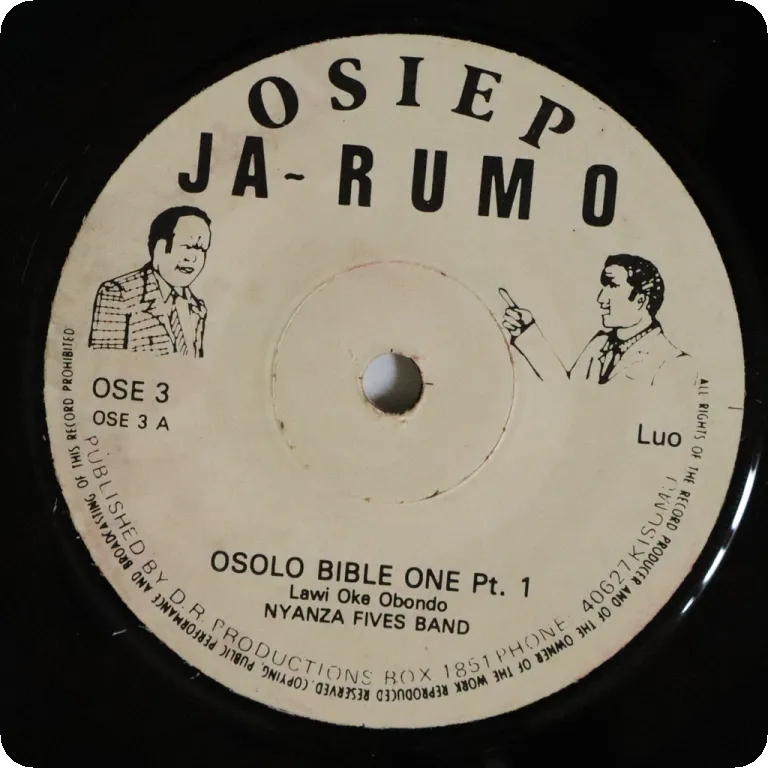 OSIEP
JA-RUMO
OSE 3
OSE 3 A
Luo
OSOLO BIBLE ONE Pt. 1
Lawi Oke Obondo
NYANZA FIVES BAND
PUBLISHED BY D.R. PRODUCTIONS BOX 1851 PHONE 40627 KISUMU
ALL RIGHTS OF THE RECORD PRODUCER AND OF THE OWNER OF THE WORK REPRODUCED RESERVED. COPYING, PUBLIC PERFORMANCE AND BROADCASTING OF THIS RECORD PROHIBITED